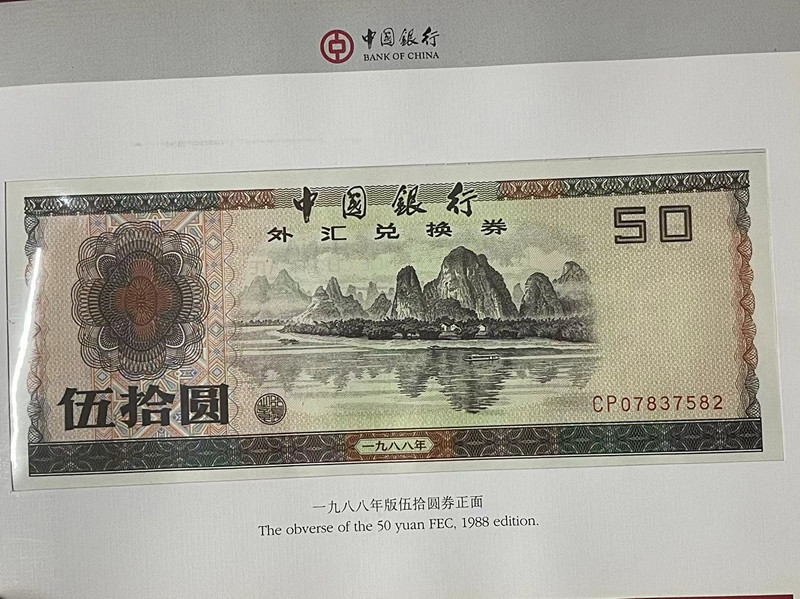 中國銀行
BANK OF CHINA
中國銀行
外汇兑换券
50
伍拾圆
CP07837582
一九八八年
一九八八年版伍拾圆券正面
The obverse of the 50 yuan FEC, 1988 edition.